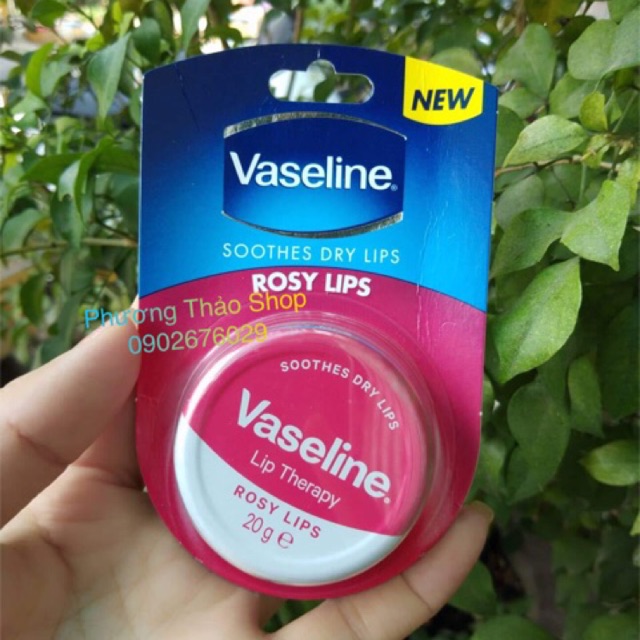 NEW
Vaseline®
SOOTHES DRY LIPS
ROSY LIPS
Phương Thảo Shop
0902676029
SOOTHES DRY LIPS
Vaseline®
Lip Therapy
ROSY LIPS
20 g ℮